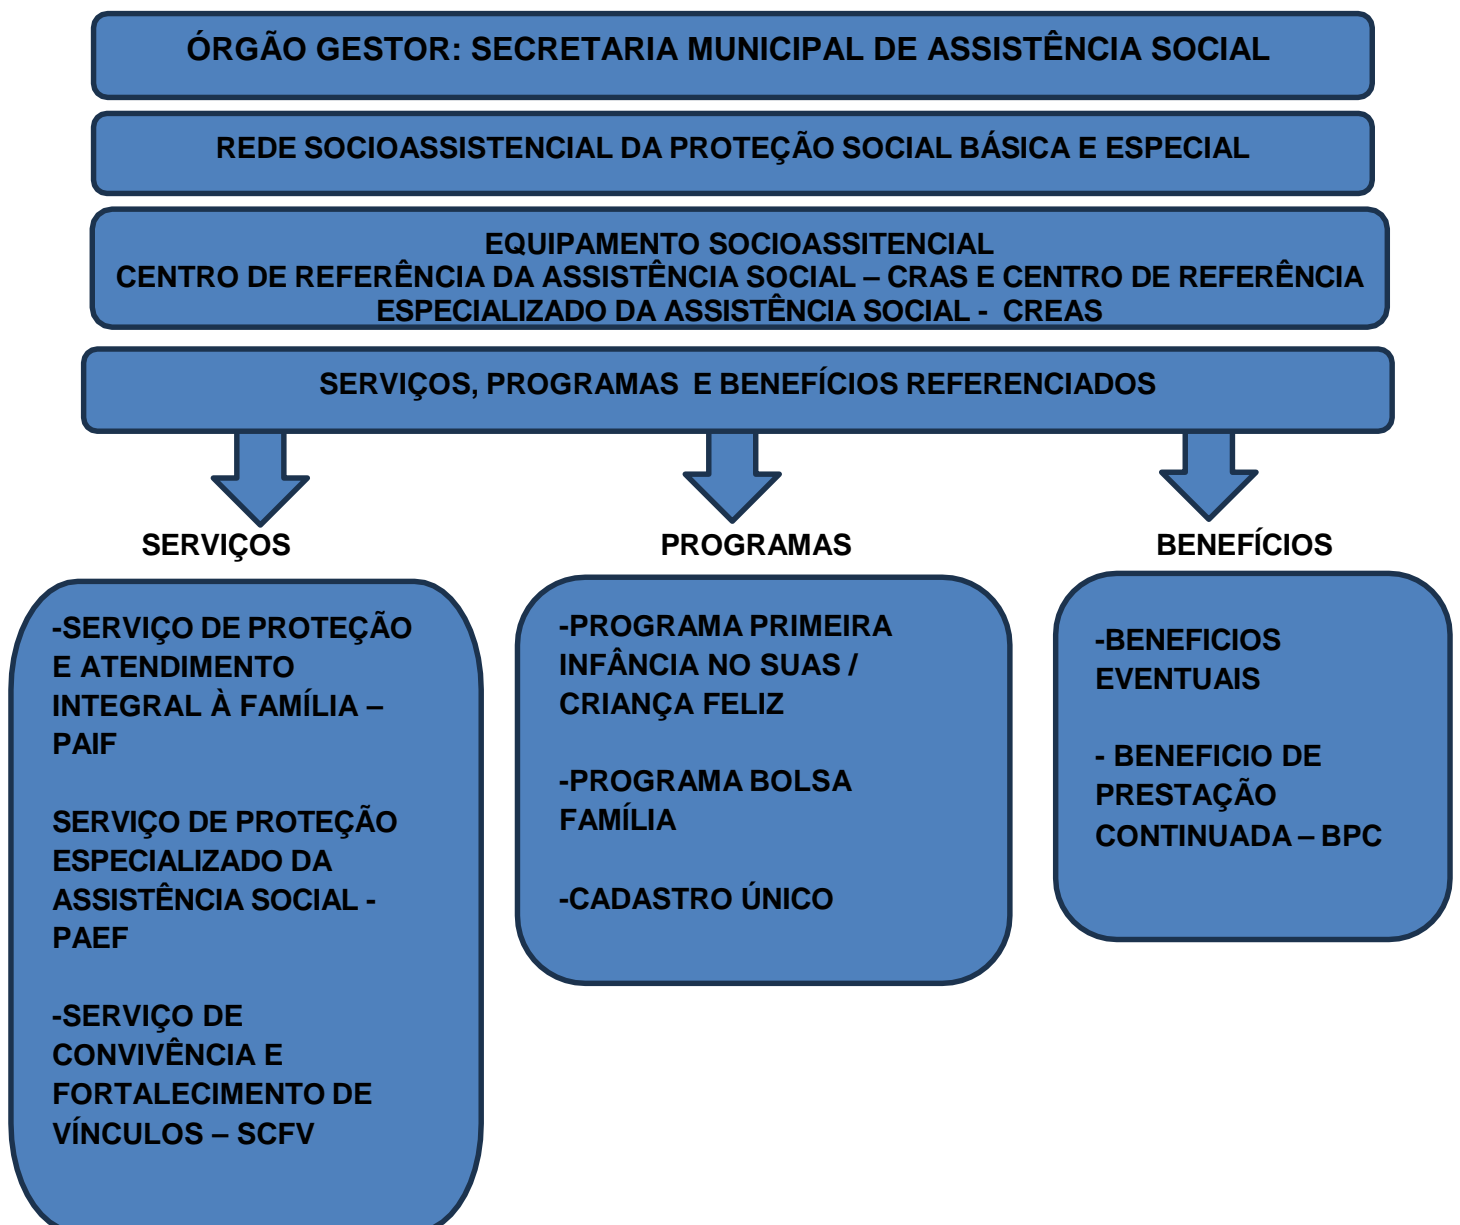 ÓRGÃO GESTOR: SECRETARIA MUNICIPAL DE ASSISTÊNCIA SOCIAL
REDE SOCIOASSISTENCIAL DA PROTEÇÃO SOCIAL BÁSICA E ESPECIAL
EQUIPAMENTO SOCIOASSITENCIAL
CENTRO DE REFERÊNCIA DA ASSISTÊNCIA SOCIAL – CRAS E CENTRO DE REFERÊNCIA
ESPECIALIZADO DA ASSISTÊNCIA SOCIAL - CREAS
SERVIÇOS, PROGRAMAS E BENEFÍCIOS REFERENCIADOS
SERVIÇOS
-SERVIÇO DE PROTEÇÃO
E ATENDIMENTO
INTEGRAL À FAMÍLIA –
PAIF
SERVIÇO DE PROTEÇÃO
ESPECIALIZADO DA
ASSISTÊNCIA SOCIAL -
PAEF
-SERVIÇO DE
CONVIVÊNCIA E
FORTALECIMENTO DE
VÍNCULOS – SCFV
PROGRAMAS
-PROGRAMA PRIMEIRA
INFÂNCIA NO SUAS /
CRIANÇA FELIZ
-PROGRAMA BOLSA
FAMÍLIA
-CADASTRO ÚNICO
BENEFÍCIOS
-BENEFICIOS
EVENTUAIS
- BENEFICIO DE
PRESTAÇÃO
CONTINUADA – BPC